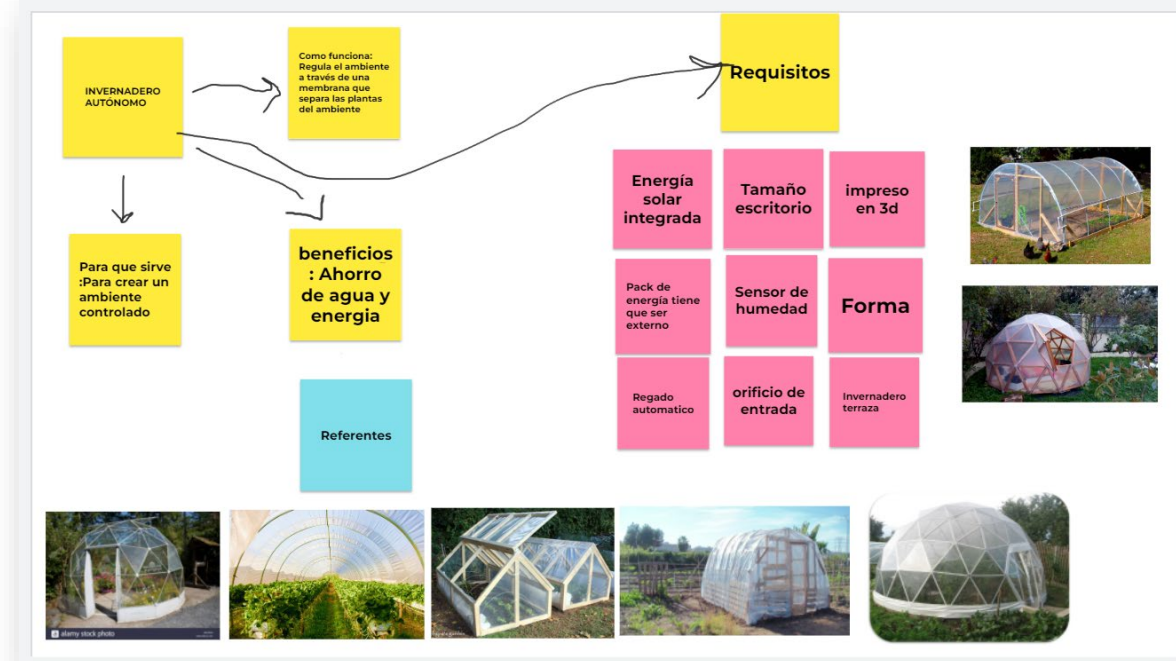 INVERNADERO
AUTÓNOMO
Como funciona:
Regula el ambiente
a través de una
membrana que
separa las plantas
del ambiente
Requisitos
Para que sirve
:Para crear un
ambiente
controlado
beneficios
: Ahorro
de agua y
energia
Energía
solar
integrada
Tamaño
escritorio
impreso
en 3d
Pack de
energía tiene
que ser
externo
Sensor de
humedad
Forma
Regado
automatico
orificio de
entrada
Invernadero
terraza
Referentes
a alamy stock photo